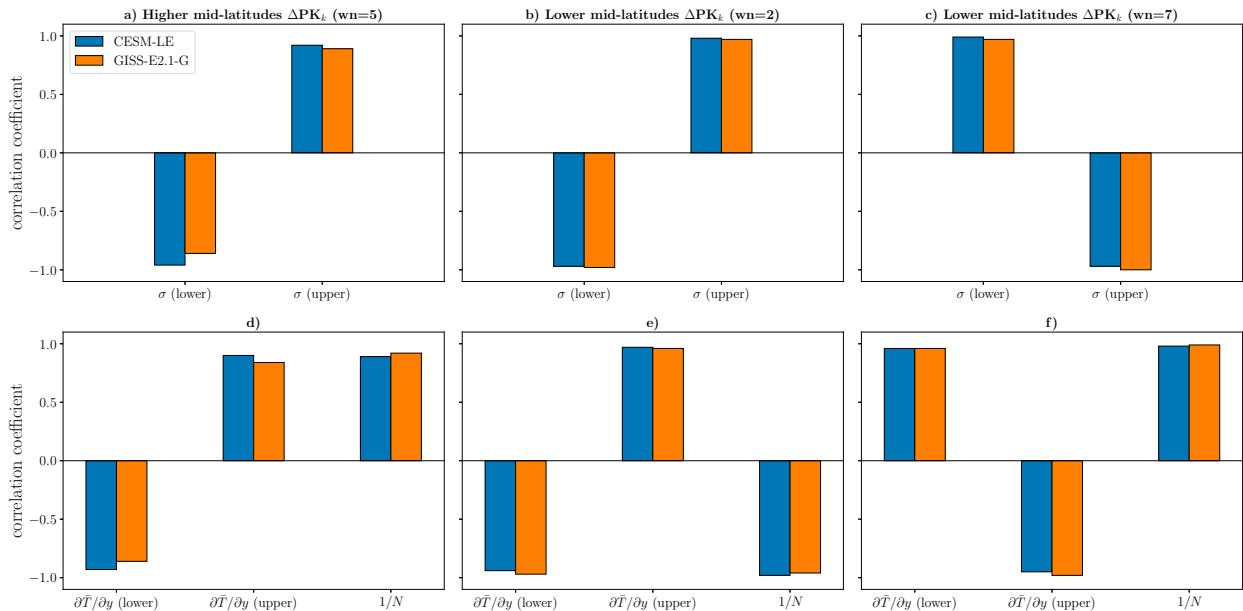 a) Higher mid-latitudes ΔPKₖ (wn=5)
b) Lower mid-latitudes ΔPKₖ (wn=2)
c) Lower mid-latitudes ΔPKₖ (wn=7)
CESM-LE
GISS-E2.1-G
correlation coefficient
1.0
0.5
0.0
−0.5
−1.0
σ (lower)
σ (upper)
σ (lower)
σ (upper)
σ (lower)
σ (upper)
d)
e)
f)
correlation coefficient
1.0
0.5
0.0
−0.5
−1.0
∂T̄/∂y (lower)
∂T̄/∂y (upper)
1/N
∂T̄/∂y (lower)
∂T̄/∂y (upper)
1/N
∂T̄/∂y (lower)
∂T̄/∂y (upper)
1/N